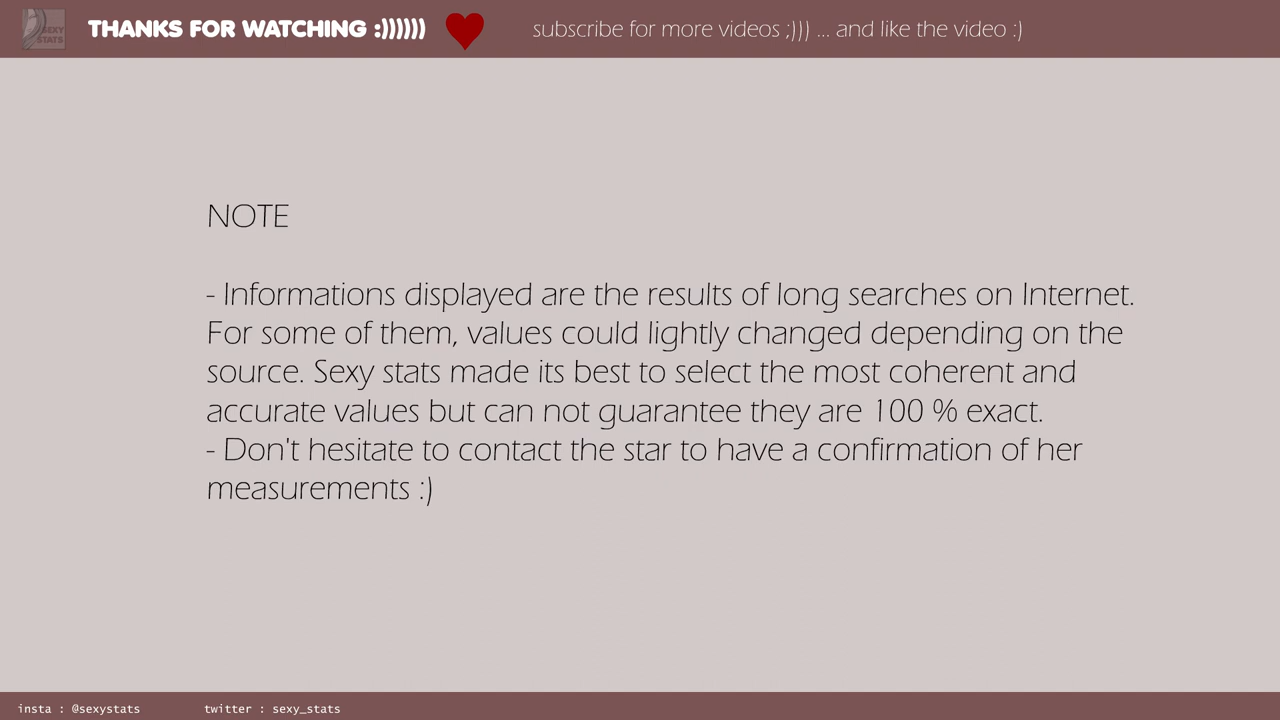 SEXY
STATS
THANKS FOR WATCHING :))))))
subscribe for more videos ;))) ... and like the video :)
NOTE
- Informations displayed are the results of long searches on Internet.
For some of them, values could lightly changed depending on the
source. Sexy stats made its best to select the most coherent and
accurate values but can not guarantee they are 100 % exact.
- Don't hesitate to contact the star to have a confirmation of her
measurements :)
insta : @sexystats
twitter : sexy_stats